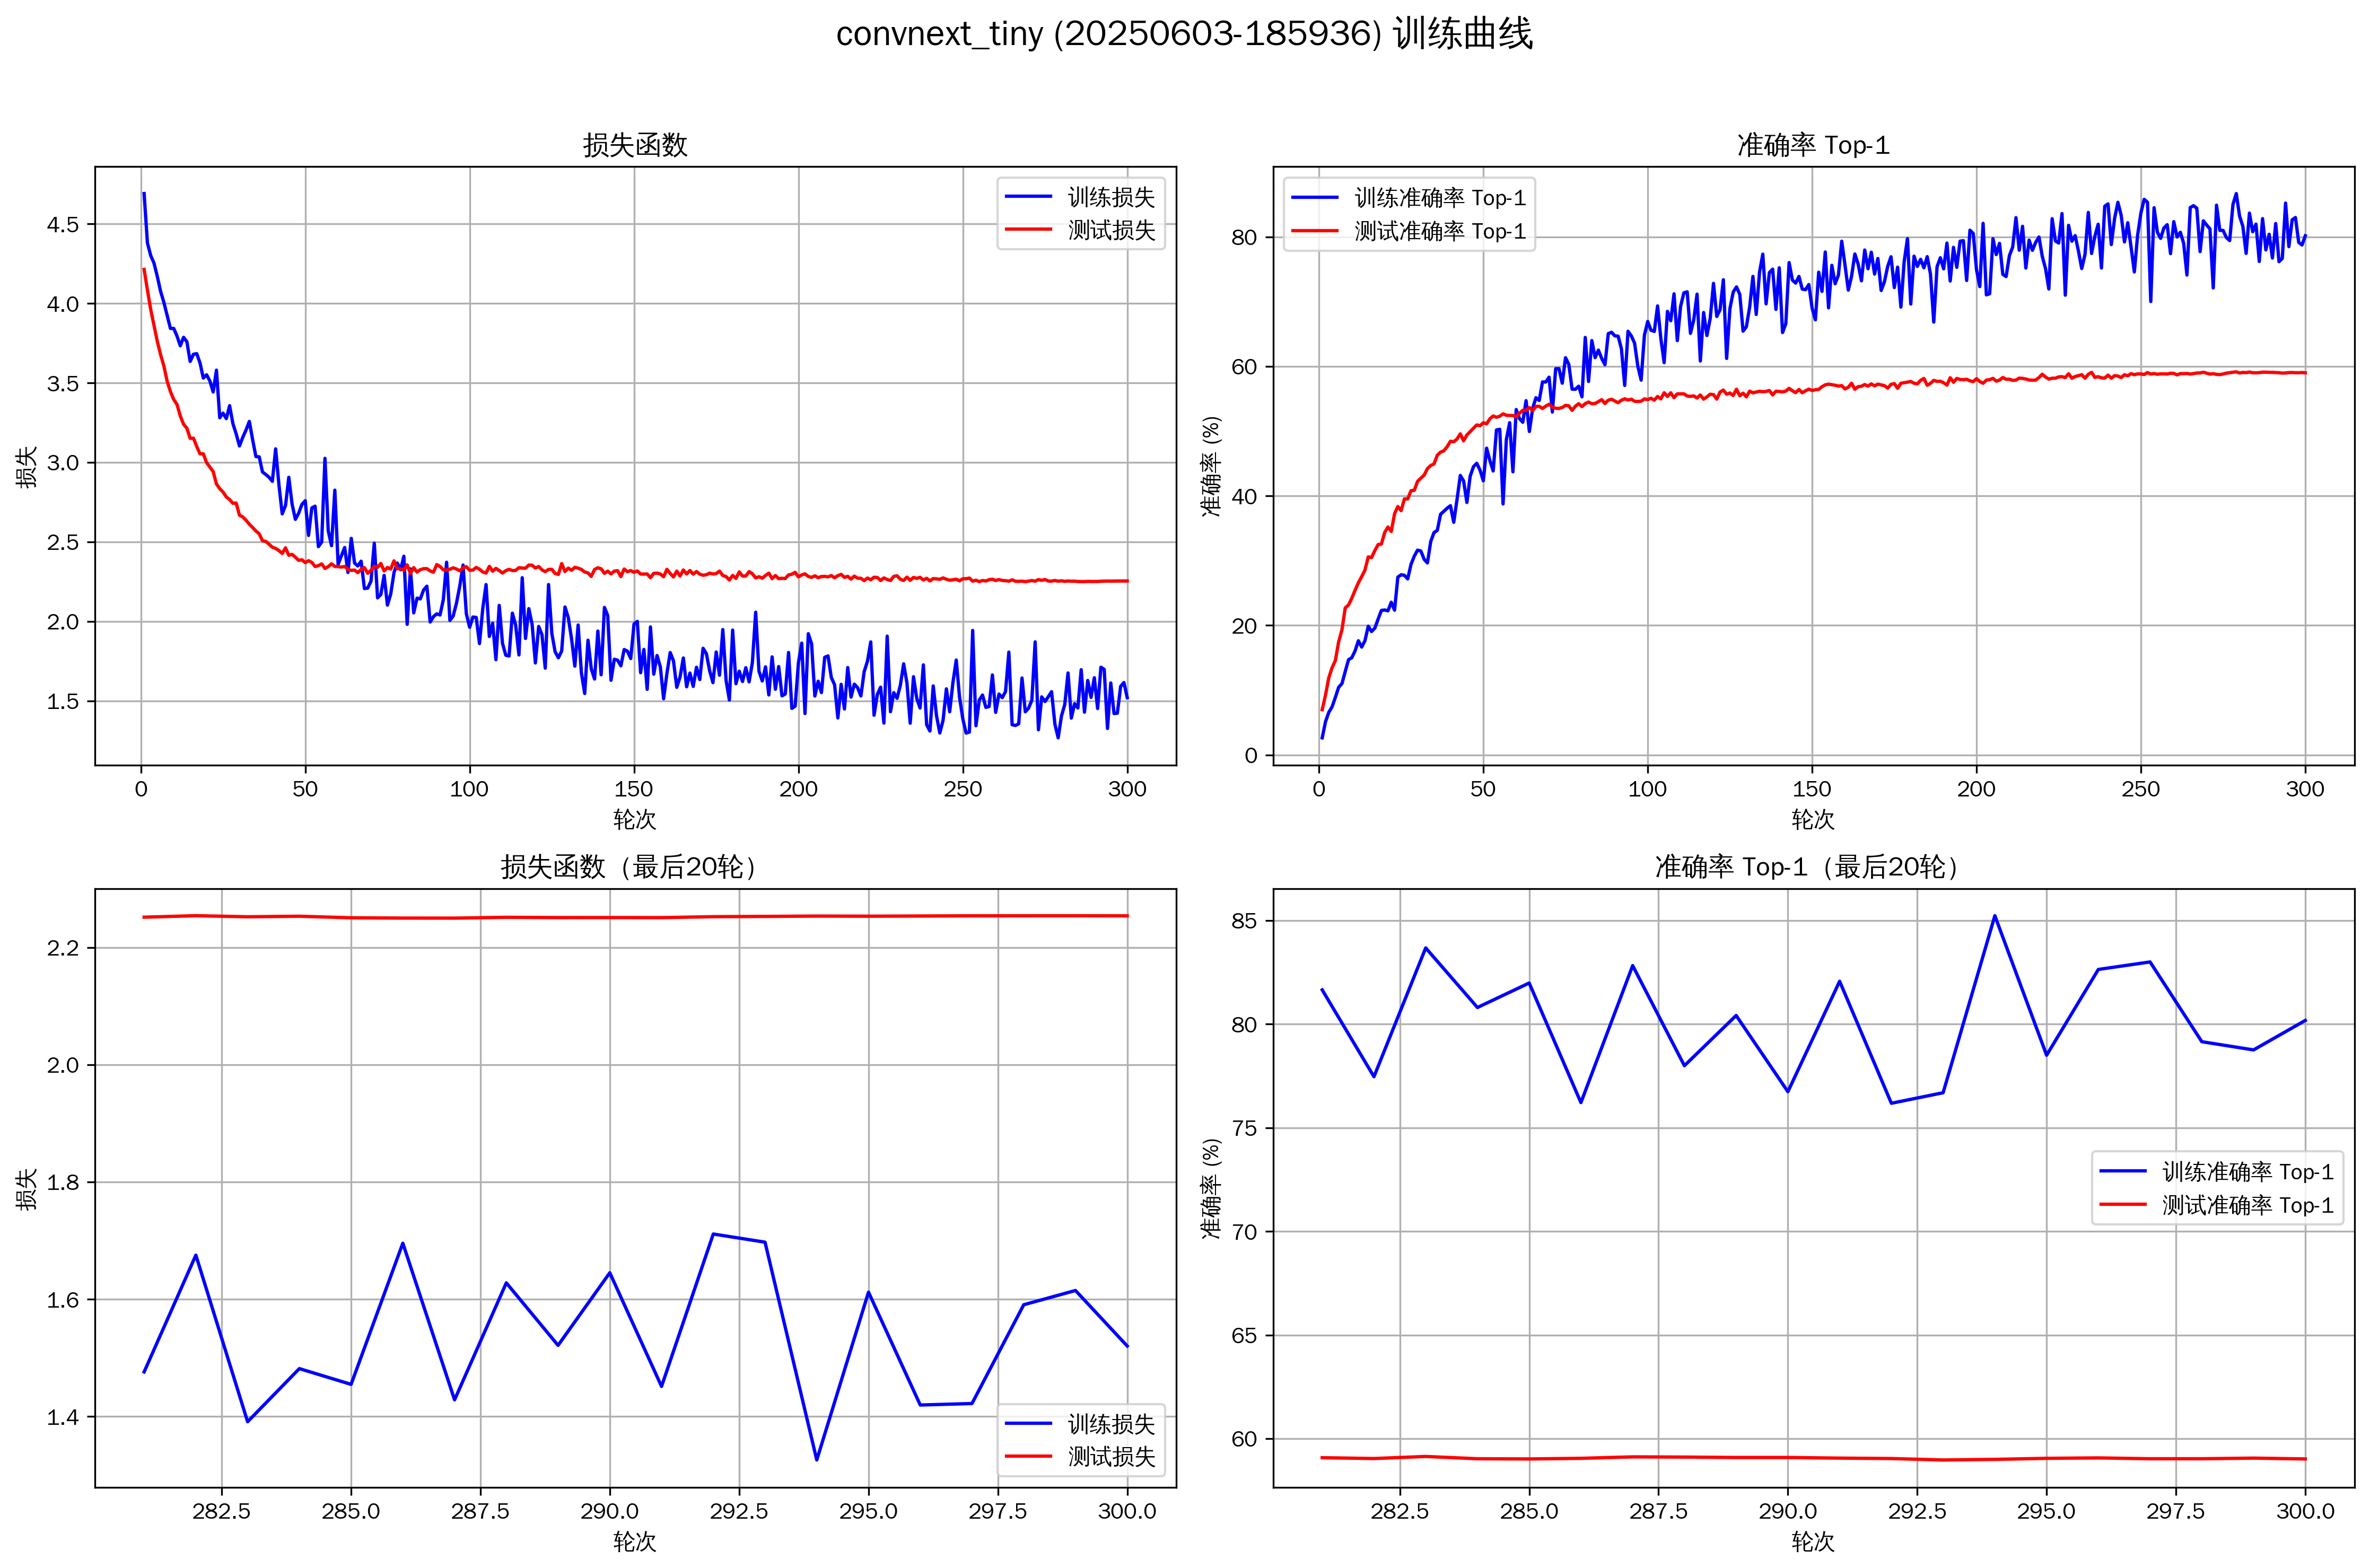 convnext_tiny (20250603-185936) 训练曲线
损失函数
训练损失
测试损失
4.5
4.0
3.5
3.0
2.5
2.0
1.5
损失
0 50 100 150 200 250 300
轮次
准确率 Top-1
训练准确率 Top-1
测试准确率 Top-1
80
60
40
20
0
准确率 (%)
0 50 100 150 200 250 300
轮次
损失函数（最后20轮）
2.2
2.0
1.8
1.6
1.4
损失
训练损失
测试损失
282.5 285.0 287.5 290.0 292.5 295.0 297.5 300.0
轮次
准确率 Top-1（最后20轮）
85
80
75
70
65
60
准确率 (%)
训练准确率 Top-1
测试准确率 Top-1
282.5 285.0 287.5 290.0 292.5 295.0 297.5 300.0
轮次